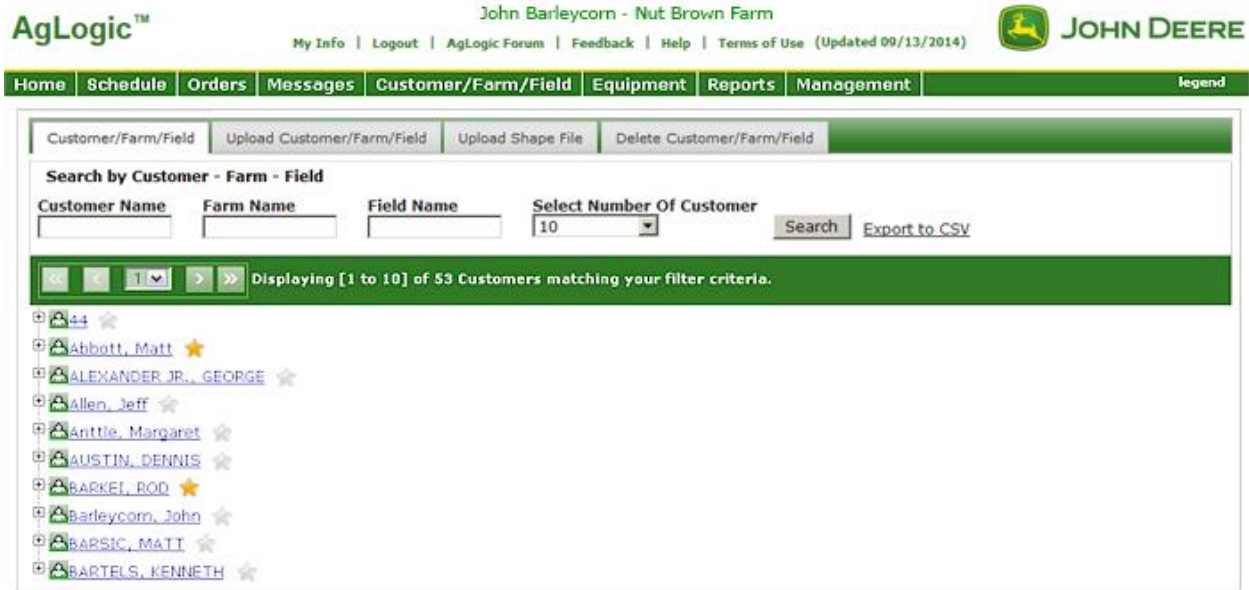 AgLogic™
John Barleycorn - Nut Brown Farm
My Info | Logout | AgLogic Forum | Feedback | Help | Terms of Use (Updated 09/13/2014)
JOHN DEERE
Home | Schedule | Orders | Messages | Customer/Farm/Field | Equipment | Reports | Management | legend
Customer/Farm/Field Upload Customer/Farm/Field Upload Shape File Delete Customer/Farm/Field
Search by Customer - Farm - Field
Customer Name Farm Name Field Name Select Number Of Customer
10 Search Export to CSV
« ‹ 1 › » Displaying [1 to 10] of 53 Customers matching your filter criteria.
44
Abbott, Matt
ALEXANDER JR., GEORGE
Allen, Jeff
Anttle, Margaret
AUSTIN, DENNIS
BARKEI, ROD
Barleycorn, John
BARSIC, MATT
BARTELS, KENNETH